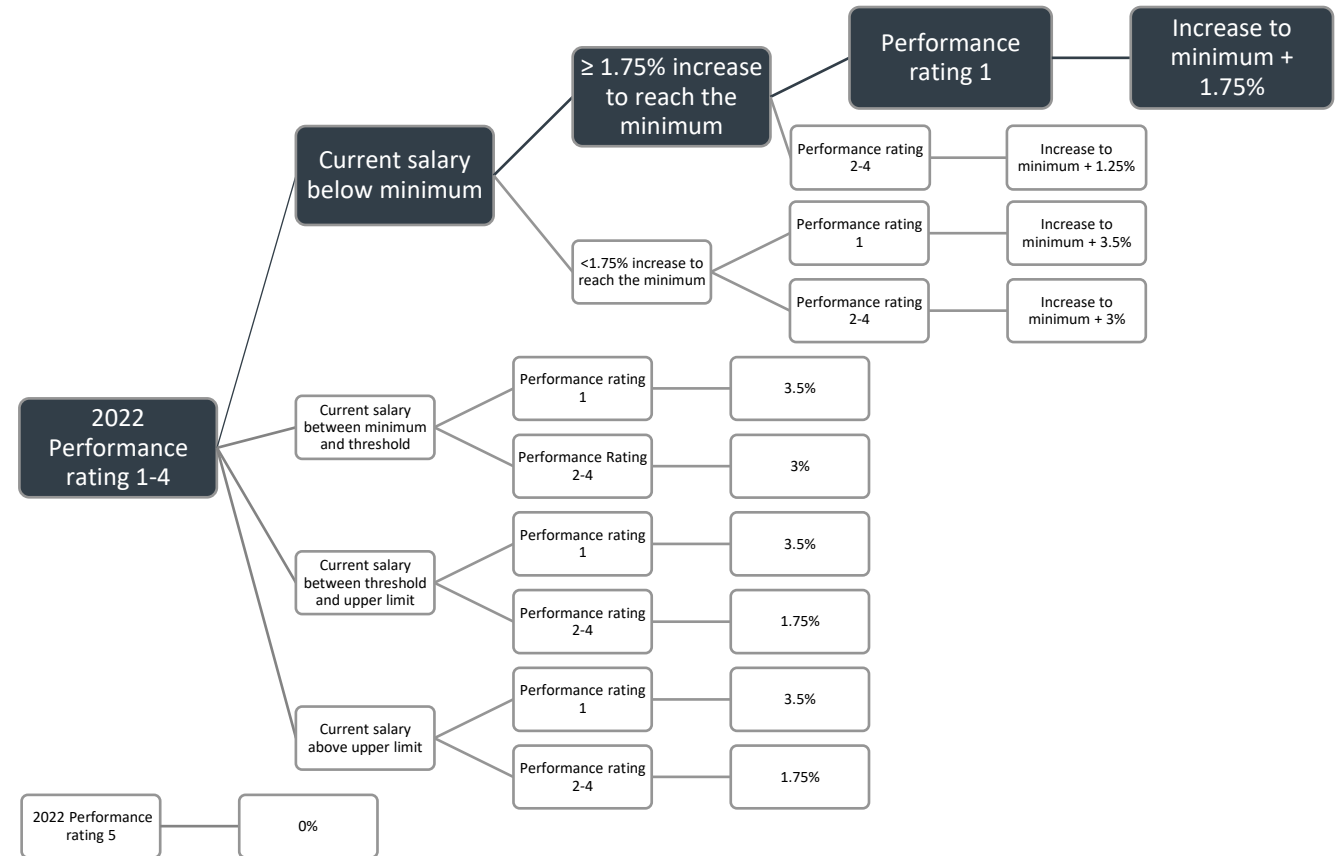 2022
Performance
rating 1-4
Current salary
below minimum
≥ 1.75% increase
to reach the
minimum
Performance
rating 1
Increase to
minimum +
1.75%
Performance rating
2-4
Increase to
minimum + 1.25%
<1.75% increase to
reach the minimum
Performance rating
1
Increase to
minimum + 3.5%
Performance rating
2-4
Increase to
minimum + 3%
Current salary
between minimum
and threshold
Performance rating
1
3.5%
Performance Rating
2-4
3%
Current salary
between threshold
and upper limit
Performance rating
1
3.5%
Performance rating
2-4
1.75%
Current salary
above upper limit
Performance rating
1
3.5%
Performance rating
2-4
1.75%
2022 Performance
rating 5
0%